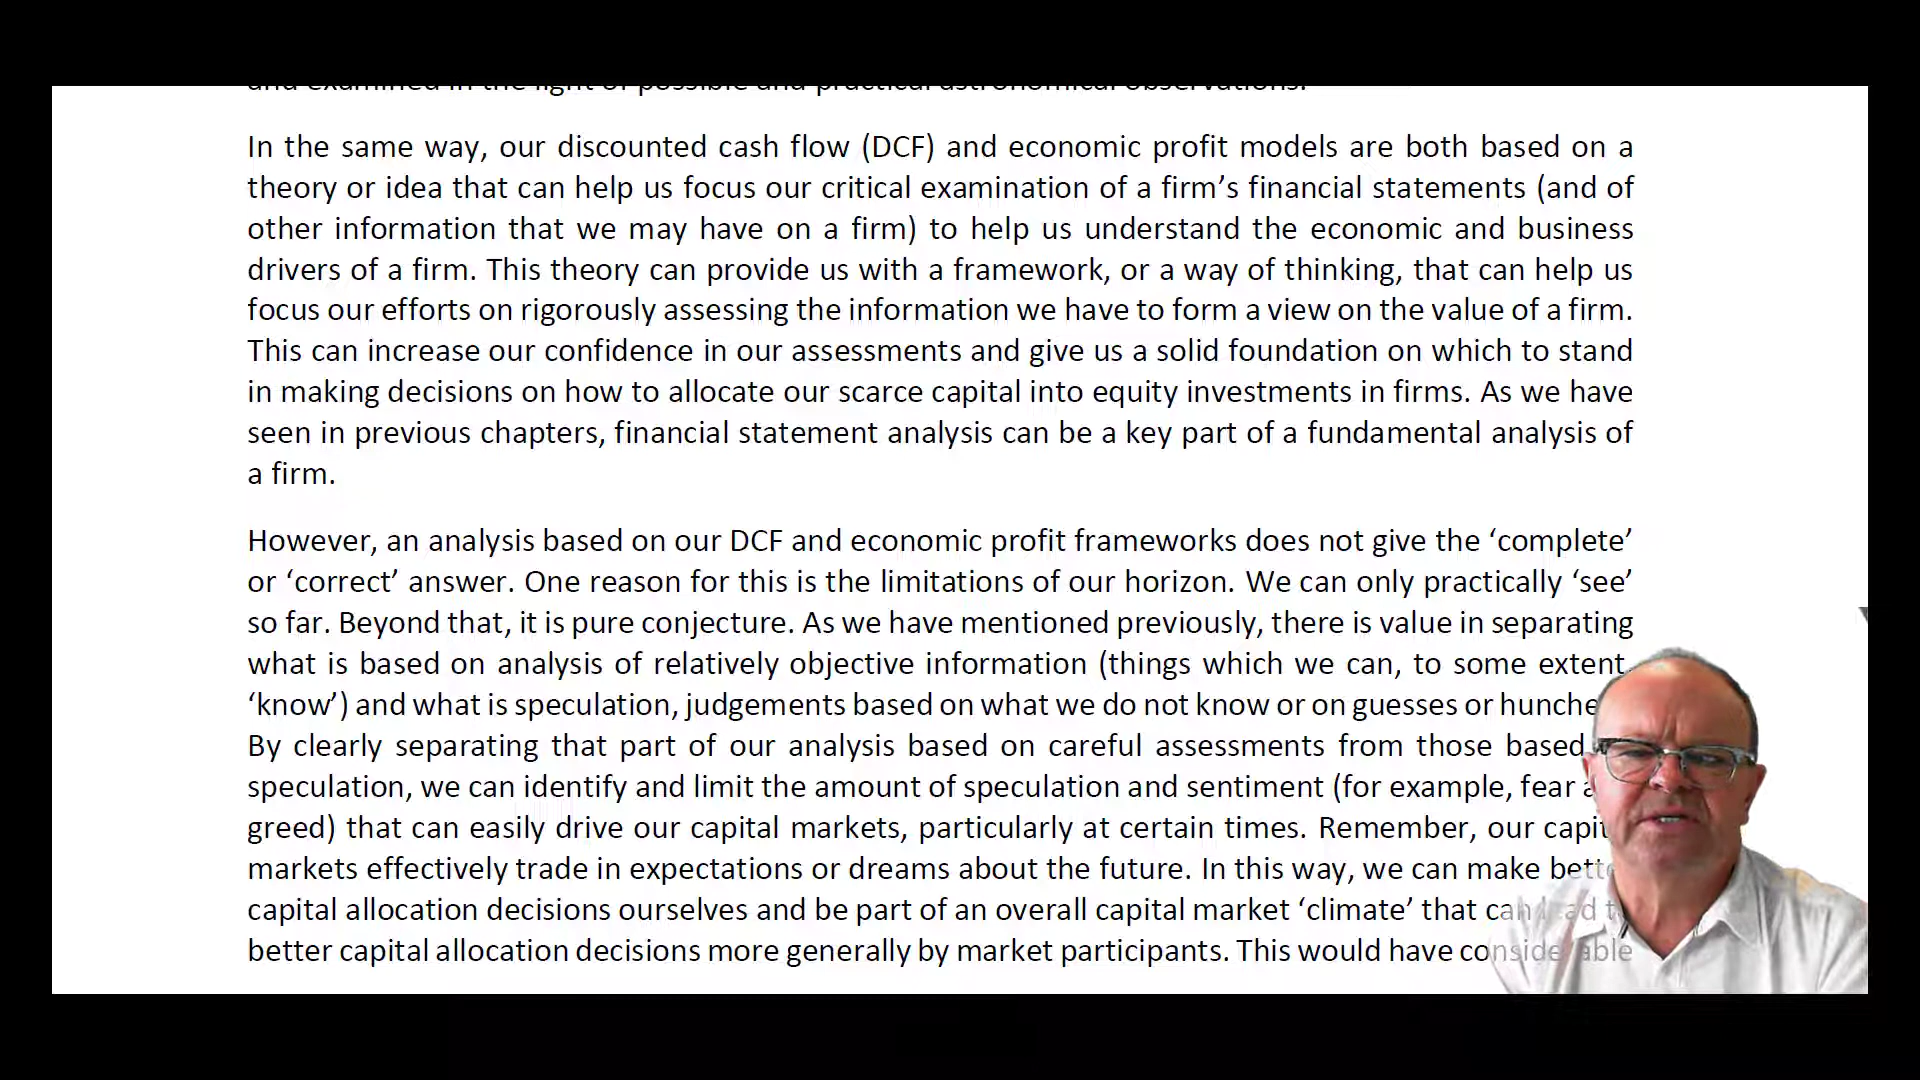 and examined in the light of possible and practical astronomical observations.
In the same way, our discounted cash flow (DCF) and economic profit models are both based on a
theory or idea that can help us focus our critical examination of a firm’s financial statements (and of
other information that we may have on a firm) to help us understand the economic and business
drivers of a firm. This theory can provide us with a framework, or a way of thinking, that can help us
focus our efforts on rigorously assessing the information we have to form a view on the value of a firm.
This can increase our confidence in our assessments and give us a solid foundation on which to stand
in making decisions on how to allocate our scarce capital into equity investments in firms. As we have
seen in previous chapters, financial statement analysis can be a key part of a fundamental analysis of
a firm.
However, an analysis based on our DCF and economic profit frameworks does not give the ‘complete’
or ‘correct’ answer. One reason for this is the limitations of our horizon. We can only practically ‘see’
so far. Beyond that, it is pure conjecture. As we have mentioned previously, there is value in separating
what is based on analysis of relatively objective information (things which we can, to some extent,
‘know’) and what is speculation, judgements based on what we do not know or on guesses or
By clearly separating that part of our analysis based on careful assessments from those based
speculation, we can identify and limit the amount of speculation and sentiment (for example, fear
greed) that can easily drive our capital markets, particularly at certain times. Remember, our
markets effectively trade in expectations or dreams about the future. In this way, we can make
capital allocation decisions ourselves and be part of an overall capital market ‘climate’ that can lead
better capital allocation decisions more generally by market participants. This would have considerable